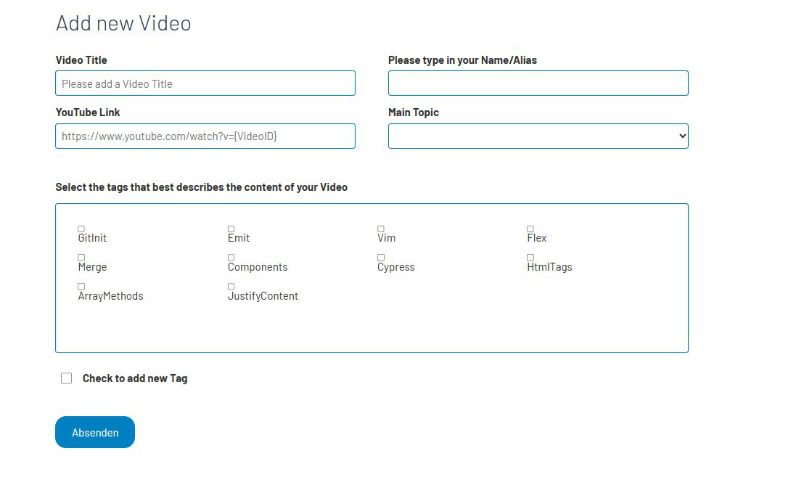 Add new Video
Video Title
Please type in your Name/Alias
Please add a Video Title
YouTube Link
Main Topic
https://www.youtube.com/watch?v={VideoID}
Select the tags that best describes the content of your Video
GitInit
Emit
Vim
Flex
Merge
Components
Cypress
HtmlTags
ArrayMethods
JustifyContent
Check to add new Tag
Absenden